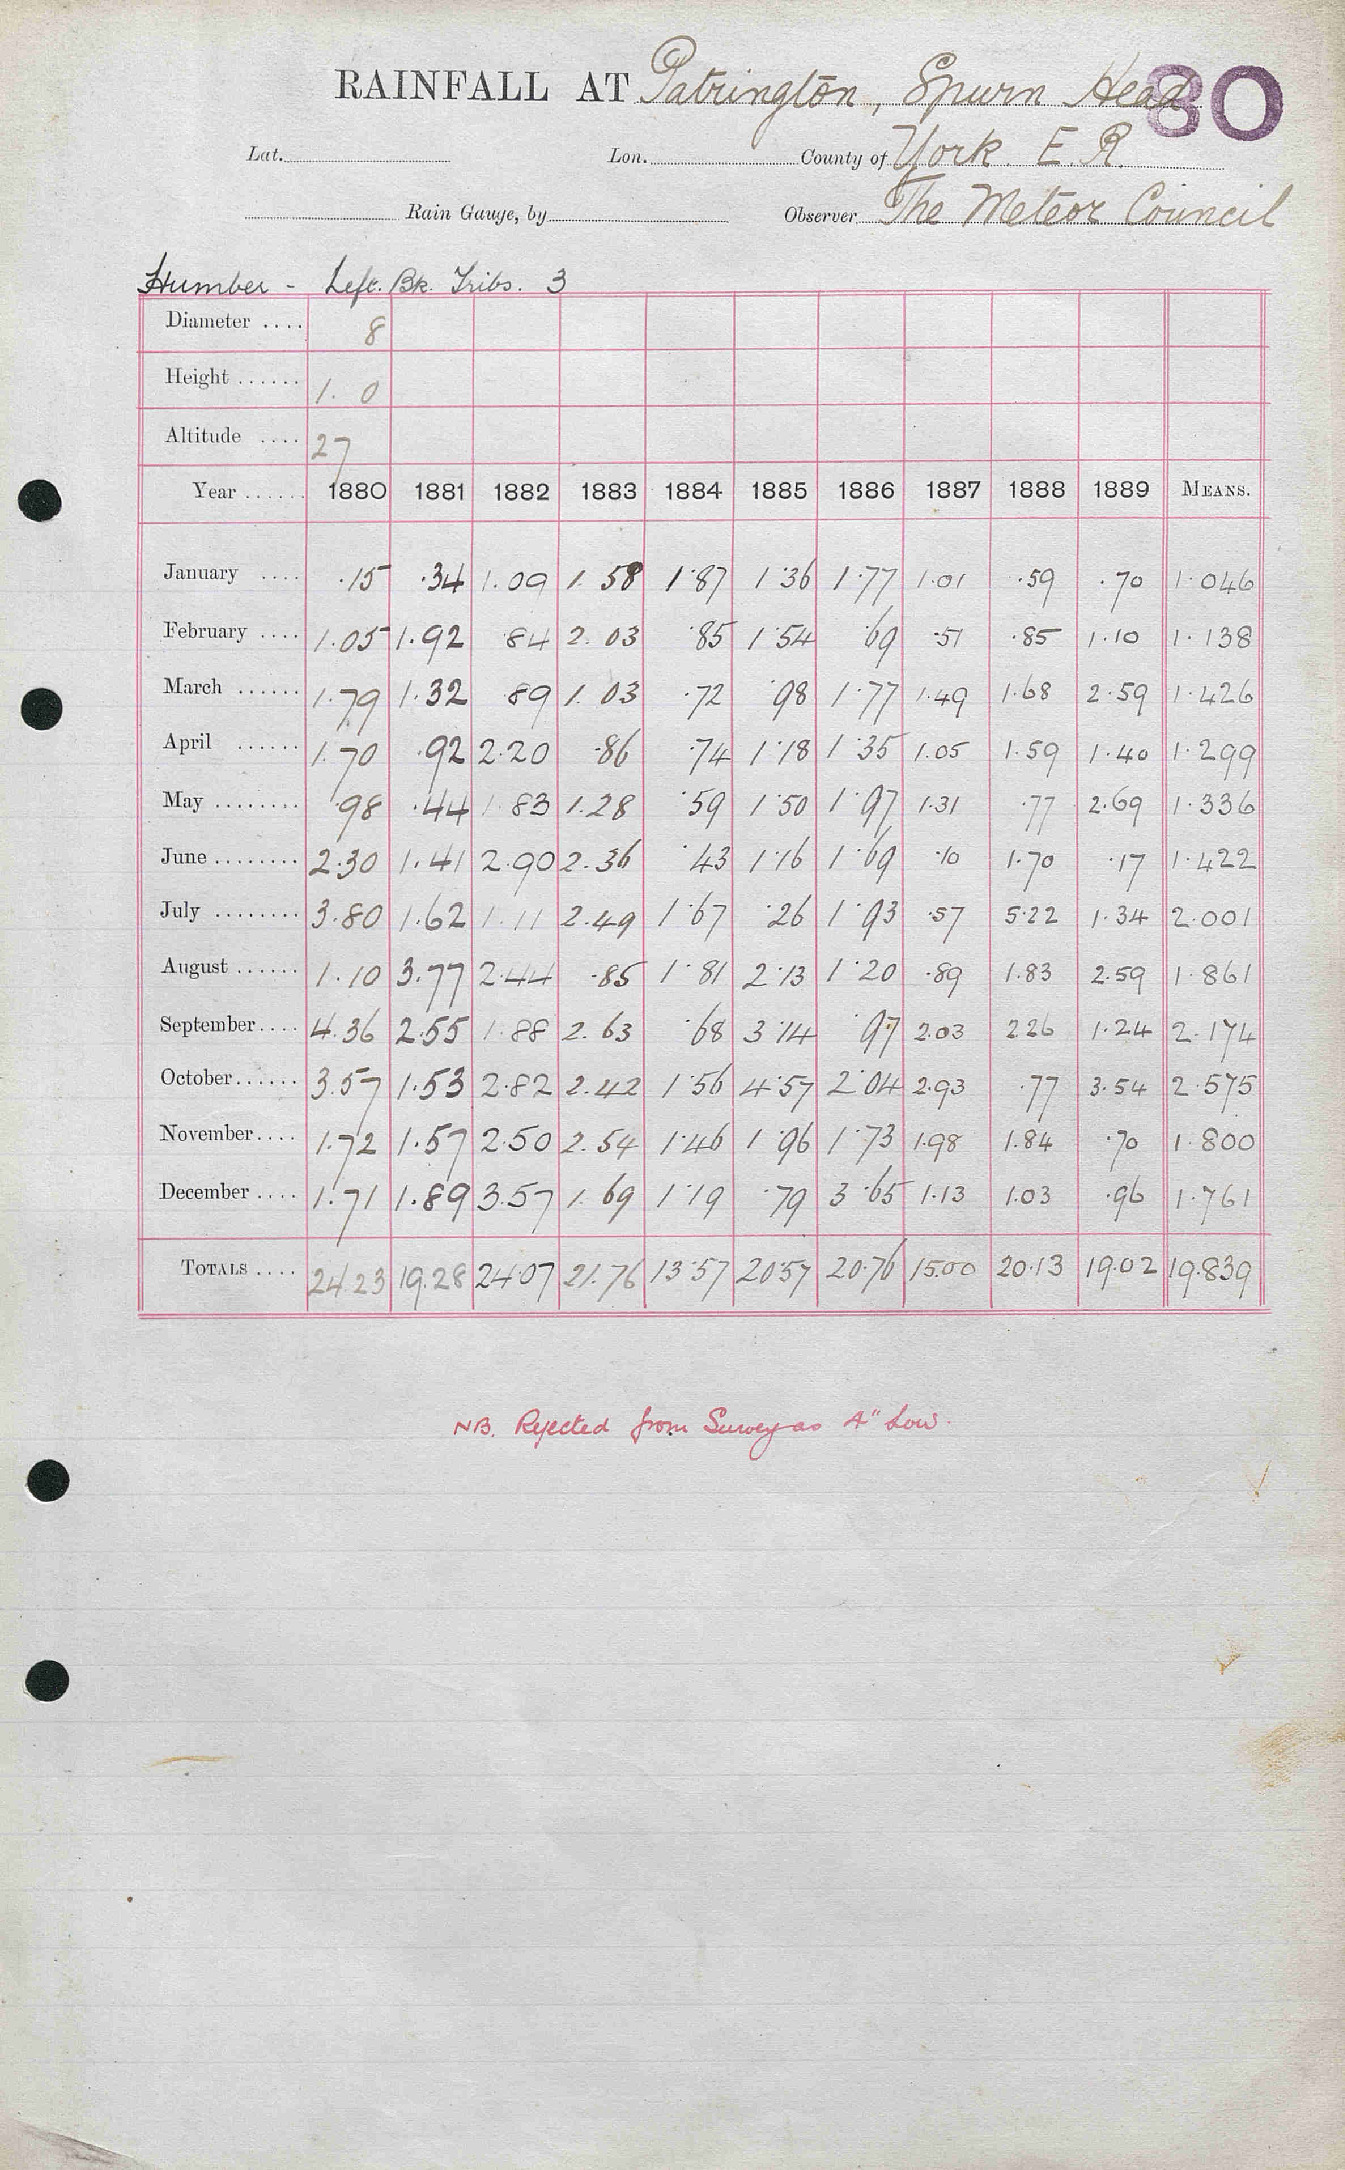 RAINFALL AT Patrington, Spurn Head 80
Lat. Lon. County of York. E. R.
Rain Gauge, by Observer The Meteor Council
Humber - Left. Bk. Tribs. 3
Diameter .... 8
Height ...... 1. 0
Altitude .... 27
Year ...... 1880 1881 1882 1883 1884 1885 1886 1887 1888 1889 MEANS.
January .... .15 .34 1.09 1.58 1.87 1.36 1.77 1.01 .59 .70 1.046
February .... 1.05 1.92 .84 2.03 .85 1.54 .69 .51 .85 1.10 1.138
March ...... 1.79 1.32 .89 1.03 .72 .98 1.77 1.49 1.68 2.59 1.426
April ...... 1.70 .92 2.20 .86 .74 1.18 1.35 1.05 1.59 1.40 1.299
May ........ .98 .44 1.83 1.28 .59 1.50 1.97 1.31 .77 2.69 1.336
June ........ 2.30 1.41 2.90 2.36 .43 1.16 1.69 .10 1.70 .17 1.422
July ........ 3.80 1.62 1.11 2.49 1.67 .26 1.93 .57 5.22 1.34 2.001
August ...... 1.10 3.77 2.44 .85 1.81 2.13 1.20 .89 1.83 2.59 1.861
September .... 4.36 2.55 1.88 2.63 .68 3.14 .97 2.03 2.26 1.24 2.174
October ...... 3.57 1.53 2.82 2.42 1.56 4.57 2.04 2.93 .77 3.54 2.575
November .... 1.72 1.57 2.50 2.54 1.46 1.96 1.73 1.98 1.84 .70 1.800
December .... 1.71 1.89 3.57 1.69 1.19 .79 3.65 1.13 1.03 .96 1.761
TOTALS .... 24.23 19.28 24.07 21.76 13.57 20.57 20.76 15.00 20.13 19.02 19.839
NB. Rejected from Survey as 4" low.